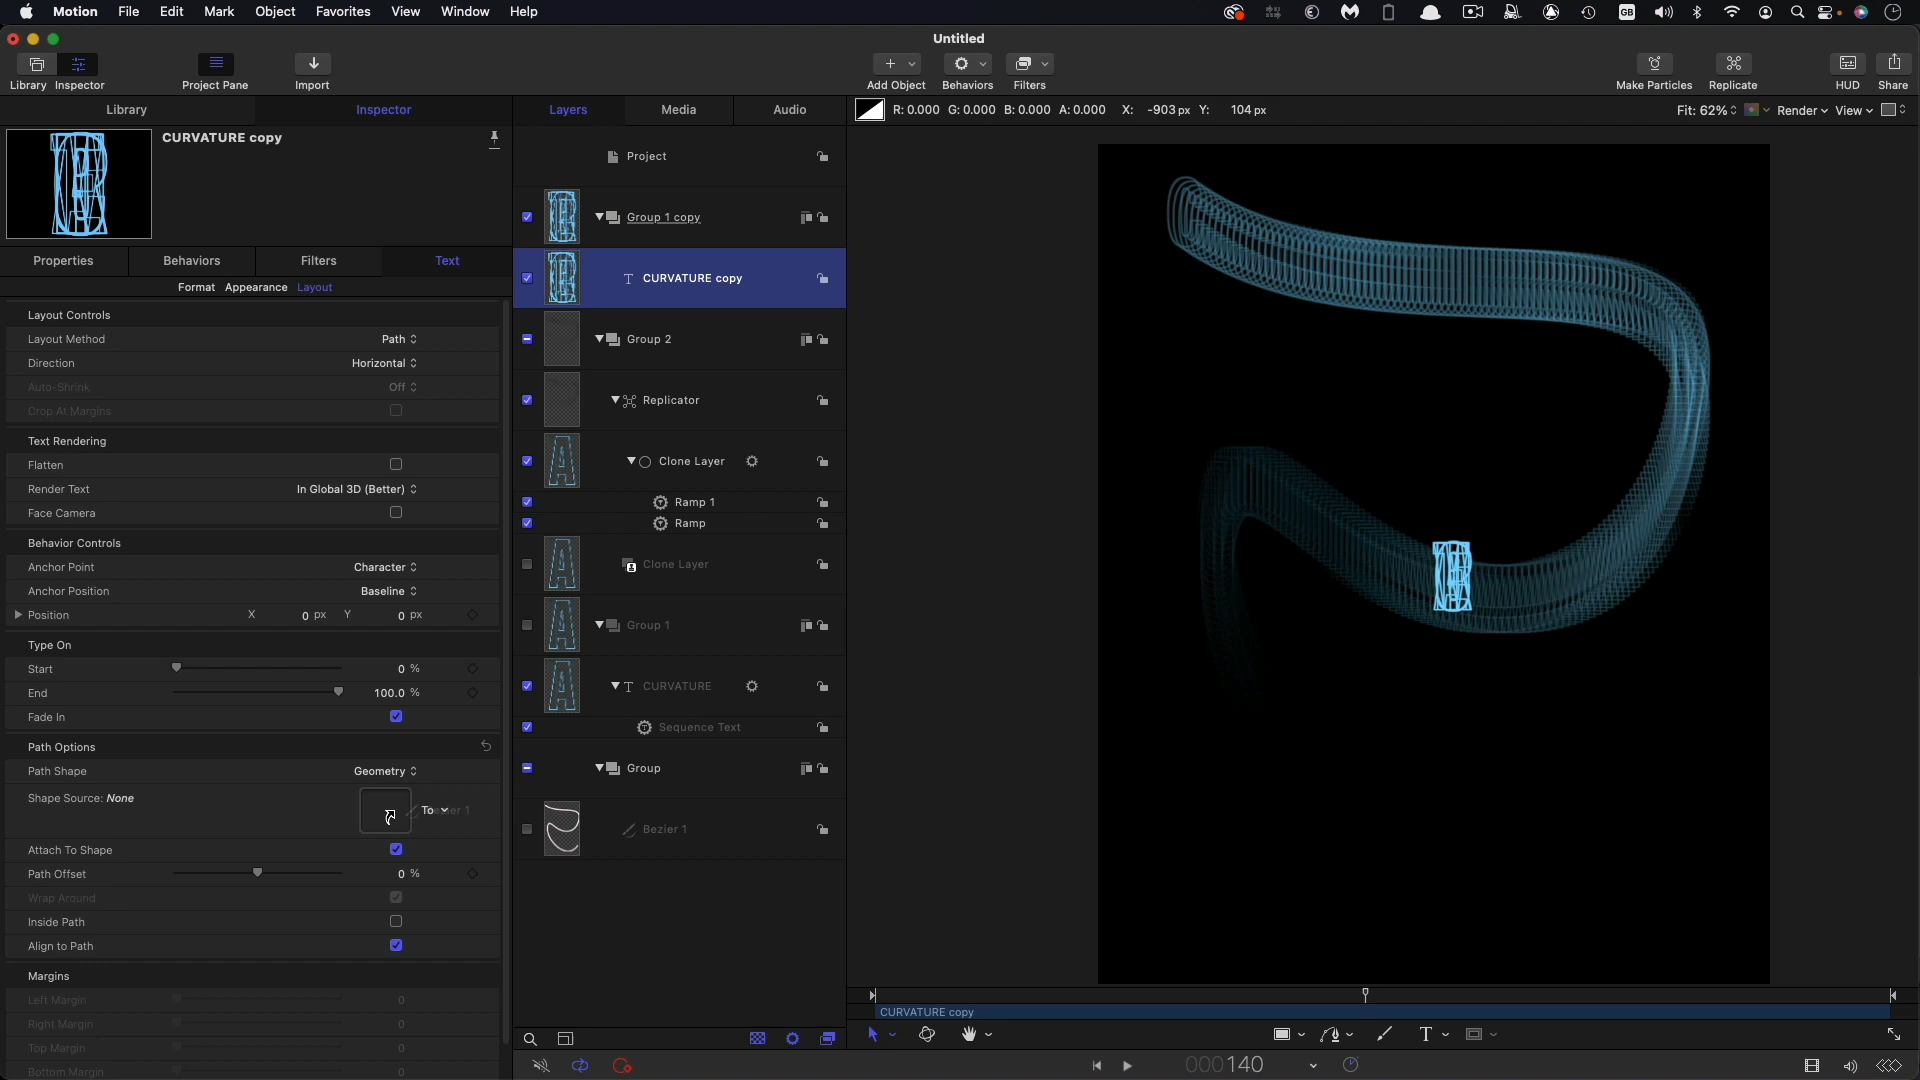 Motion File Edit Mark Object Favorites View Window Help
GB
Untitled
Library Inspector Project Pane Import Add Object Behaviors Filters Make Particles Replicate HUD Share
Library Inspector Layers Media Audio R: 0.000 G: 0.000 B: 0.000 A: 0.000 X: -903 px Y: 104 px Fit: 62% Render View
CURVATURE copy
Project
Group 1 copy
CURVATURE copy
Group 2
Replicator
Clone Layer
Ramp 1
Ramp
Clone Layer
Group 1
CURVATURE
Sequence Text
Group
Bezier 1
Properties Behaviors Filters Text
Format Appearance Layout
Layout Controls
Layout Method Path
Direction Horizontal
Auto-Shrink Off
Crop At Margins
Text Rendering
Flatten
Render Text In Global 3D (Better)
Face Camera
Behavior Controls
Anchor Point Character
Anchor Position Baseline
Position X 0 px Y 0 px
Type On
Start 0 %
End 100.0 %
Fade In
Path Options
Path Shape Geometry
Shape Source: None To
Attach To Shape
Path Offset 0 %
Wrap Around
Inside Path
Align to Path
Margins
Left Margin 0
Right Margin 0
Top Margin 0
Bottom Margin 0
CURVATURE copy
T
000140